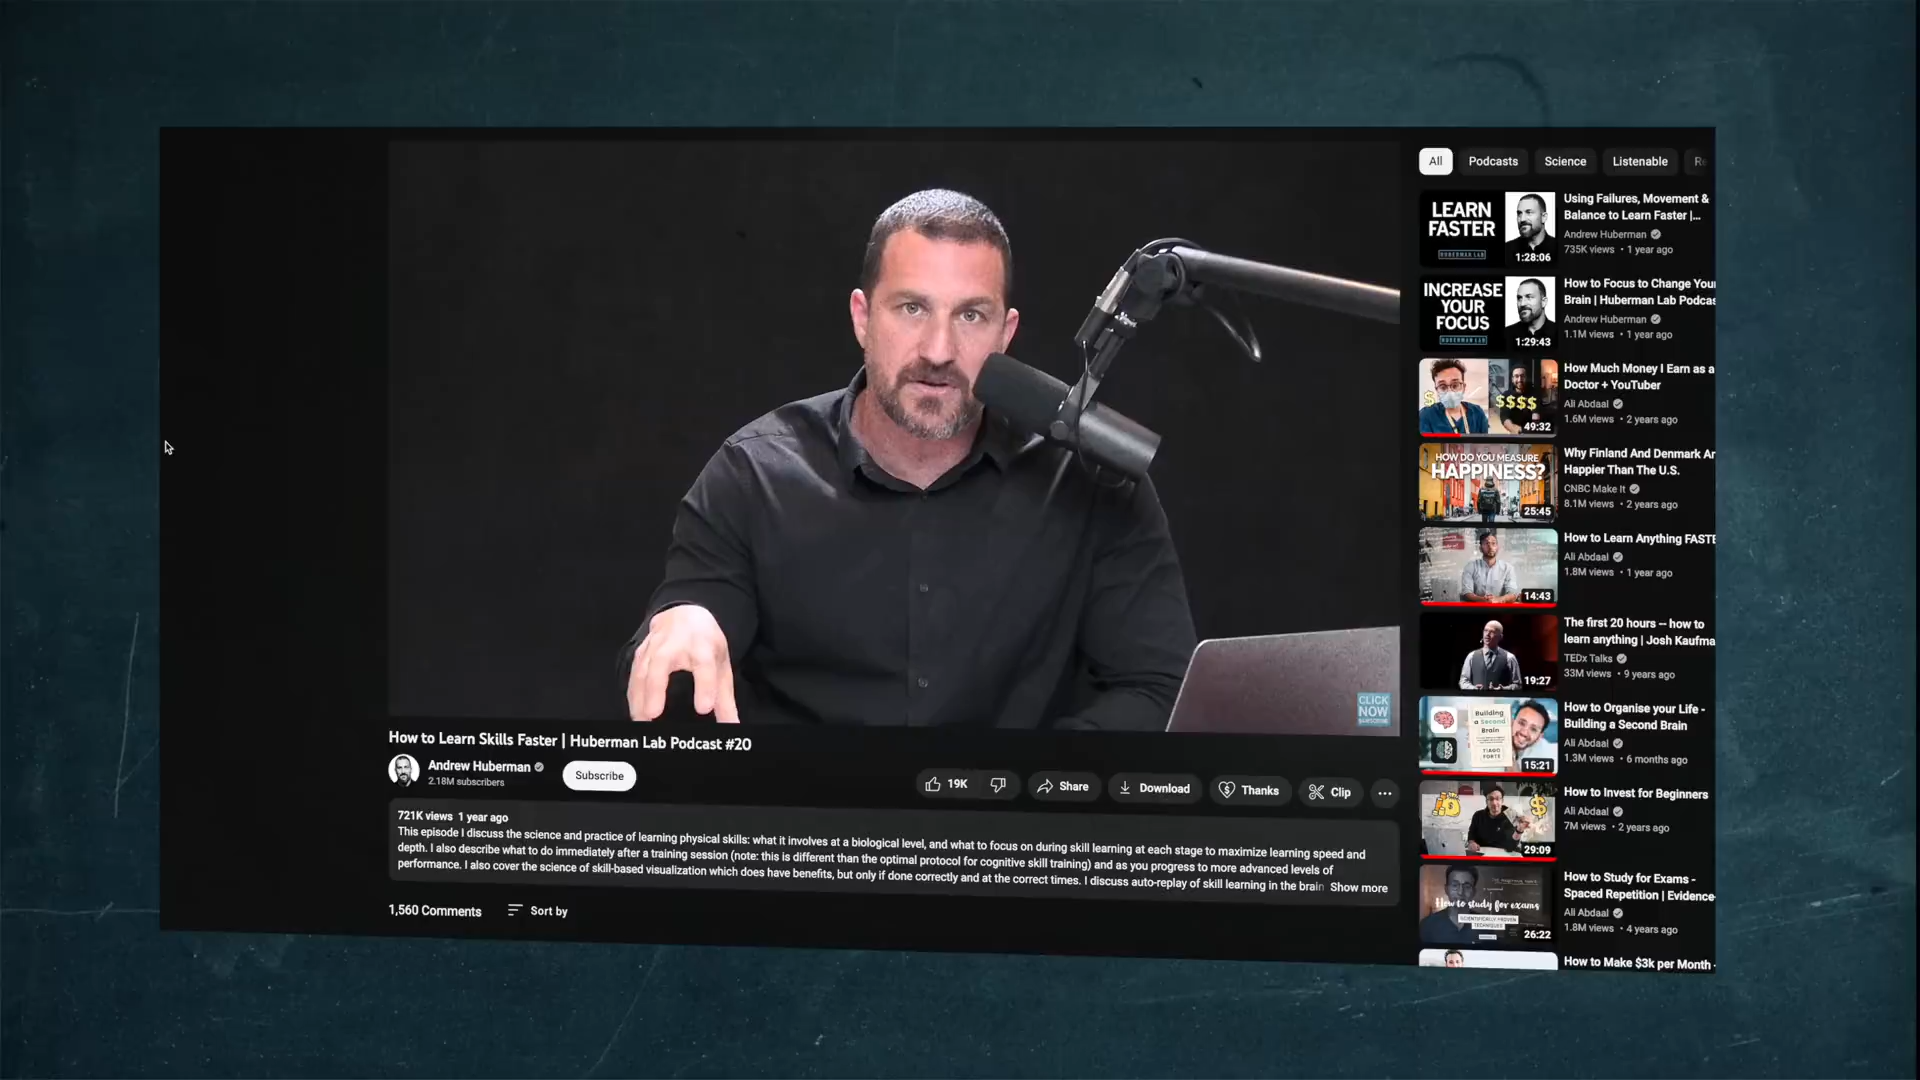 CLICK
NOW
SUBSCRIBE
How to Learn Skills Faster | Huberman Lab Podcast #20
Andrew Huberman
2.18M subscribers
Subscribe
19K
Share
Download
Thanks
Clip
721K views 1 year ago
This episode I discuss the science and practice of learning physical skills: what it involves at a biological level, and what to focus on during skill learning at each stage to maximize learning speed and
depth. I also describe what to do immediately after a training session (note: this is different than the optimal protocol for cognitive skill training) and as you progress to more advanced levels of
performance. I also cover the science of skill-based visualization which does have benefits, but only if done correctly and at the correct times. I discuss auto-replay of skill learning in the brain Show more
1,560 Comments
Sort by
All
Podcasts
Science
Listenable
Re
LEARN
FASTER
HUBERMAN LAB
1:28:06
Using Failures, Movement &
Balance to Learn Faster |...
Andrew Huberman
735K views • 1 year ago
INCREASE
YOUR
FOCUS
HUBERMAN LAB
1:29:43
How to Focus to Change Your
Brain | Huberman Lab Podcas
Andrew Huberman
1.1M views • 1 year ago
$
$$$$
49:32
How Much Money I Earn as a
Doctor + YouTuber
Ali Abdaal
1.6M views • 2 years ago
HOW DO YOU MEASURE
HAPPINESS?
25:45
Why Finland And Denmark Ar
Happier Than The U.S.
CNBC Make It
8.1M views • 2 years ago
14:43
How to Learn Anything FASTE
Ali Abdaal
1.8M views • 1 year ago
19:27
The first 20 hours -- how to
learn anything | Josh Kaufma
TEDx Talks
33M views • 9 years ago
Building
a Second
Brain
TIAGO
FORTE
15:21
How to Organise your Life -
Building a Second Brain
Ali Abdaal
1.3M views • 6 months ago
$
29:09
How to Invest for Beginners
Ali Abdaal
7M views • 2 years ago
How to study for exams
SCIENTIFICALLY PROVEN
TECHNIQUES
26:22
How to Study for Exams -
Spaced Repetition | Evidence-
Ali Abdaal
1.8M views • 4 years ago
How to Make $3k per Month -